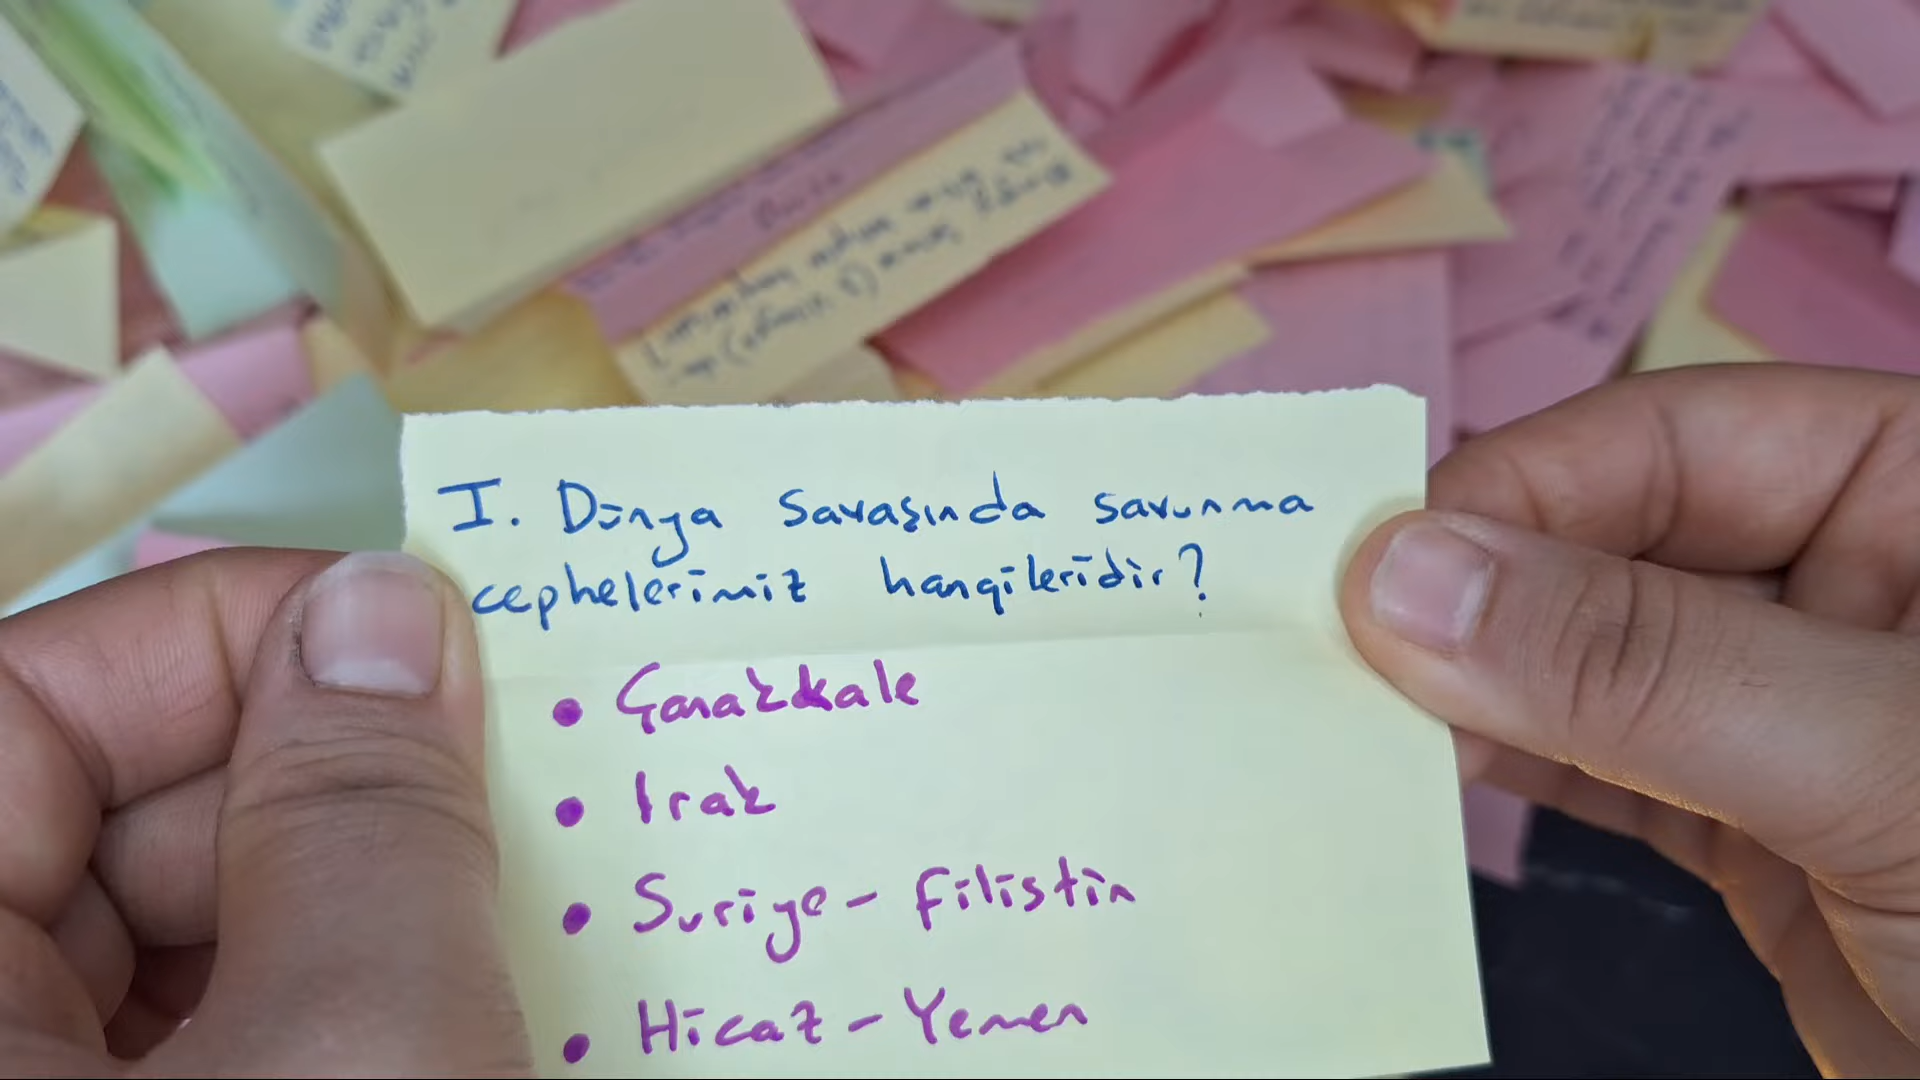 I. Dünya Savaşında savunma
cephelerimiz hangileridir?
• Çanakkale
• Irak
• Suriye - Filistin
• Hicaz - Yemen